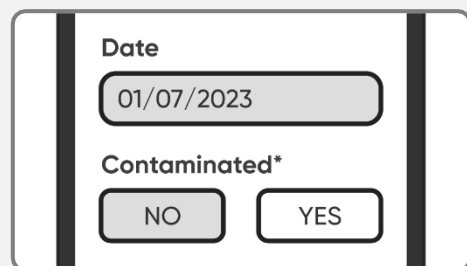 Date
01/07/2023
Contaminated*
NO YES